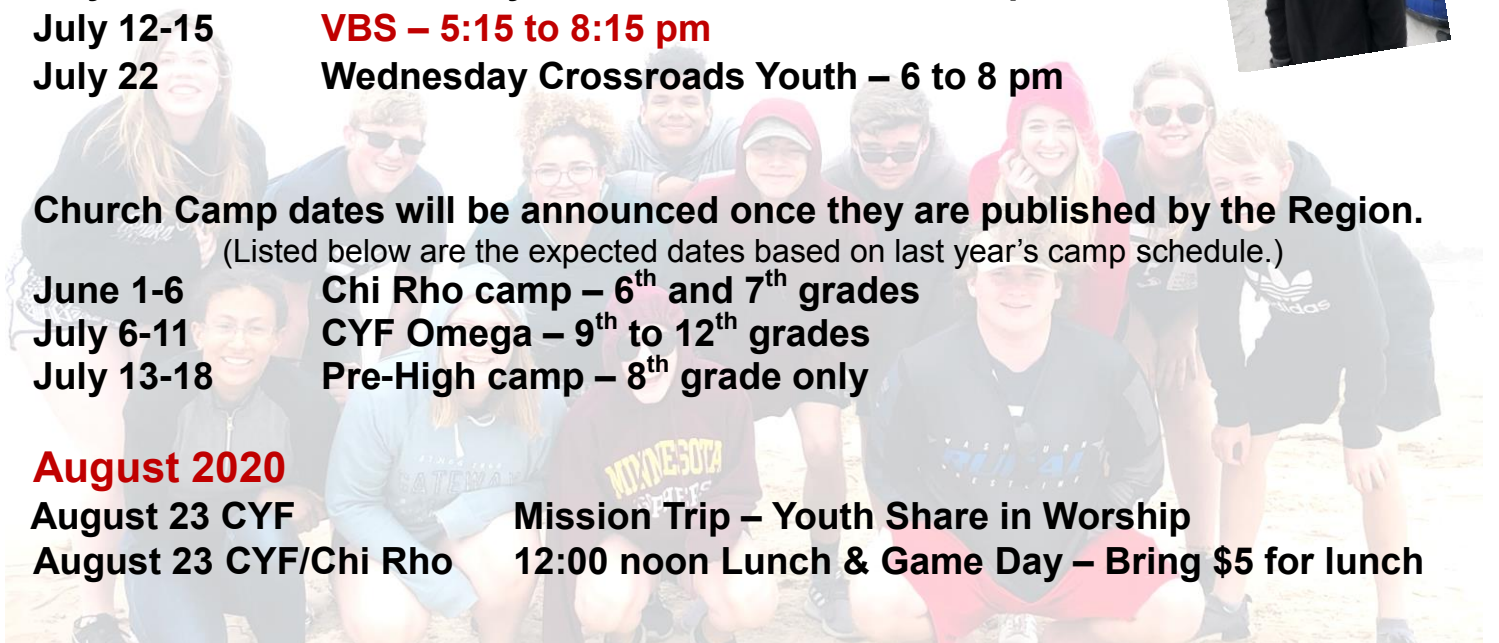 July 12-15 VBS – 5:15 to 8:15 pm
July 22 Wednesday Crossroads Youth – 6 to 8 pm
Church Camp dates will be announced once they are published by the Region.
(Listed below are the expected dates based on last year’s camp schedule.)
June 1-6 Chi Rho camp – 6th and 7th grades
July 6-11 CYF Omega – 9th to 12th grades
July 13-18 Pre-High camp – 8th grade only
adidas
MINNESOTA
RURAL
GATEWAY
August 2020
August 23 CYF Mission Trip – Youth Share in Worship
August 23 CYF/Chi Rho 12:00 noon Lunch & Game Day – Bring $5 for lunch